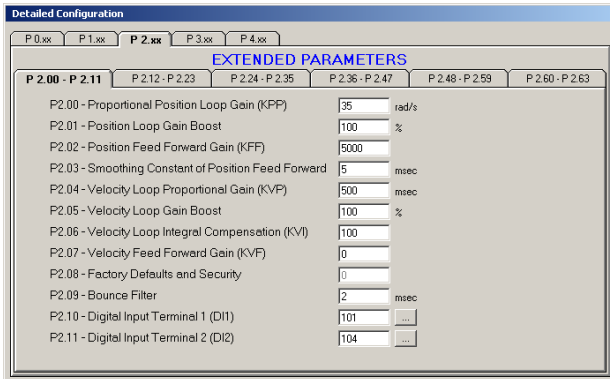 Detailed Configuration
P 0.xx P 1.xx P 2.xx P 3.xx P 4.xx
EXTENDED PARAMETERS
P 2.00 - P 2.11 P 2.12 - P 2.23 P 2.24 - P 2.35 P 2.36 - P 2.47 P 2.48 - P 2.59 P 2.60 - P 2.63
P2.00 - Proportional Position Loop Gain (KPP) 35 rad/s
P2.01 - Position Loop Gain Boost 100 %
P2.02 - Position Feed Forward Gain (KFF) 5000
P2.03 - Smoothing Constant of Position Feed Forward 5 msec
P2.04 - Velocity Loop Proportional Gain (KVP) 500 msec
P2.05 - Velocity Loop Gain Boost 100 %
P2.06 - Velocity Loop Integral Compensation (KVI) 100
P2.07 - Velocity Feed Forward Gain (KVF) 0
P2.08 - Factory Defaults and Security 0
P2.09 - Bounce Filter 2 msec
P2.10 - Digital Input Terminal 1 (DI1) 101 ...
P2.11 - Digital Input Terminal 2 (DI2) 104 ...